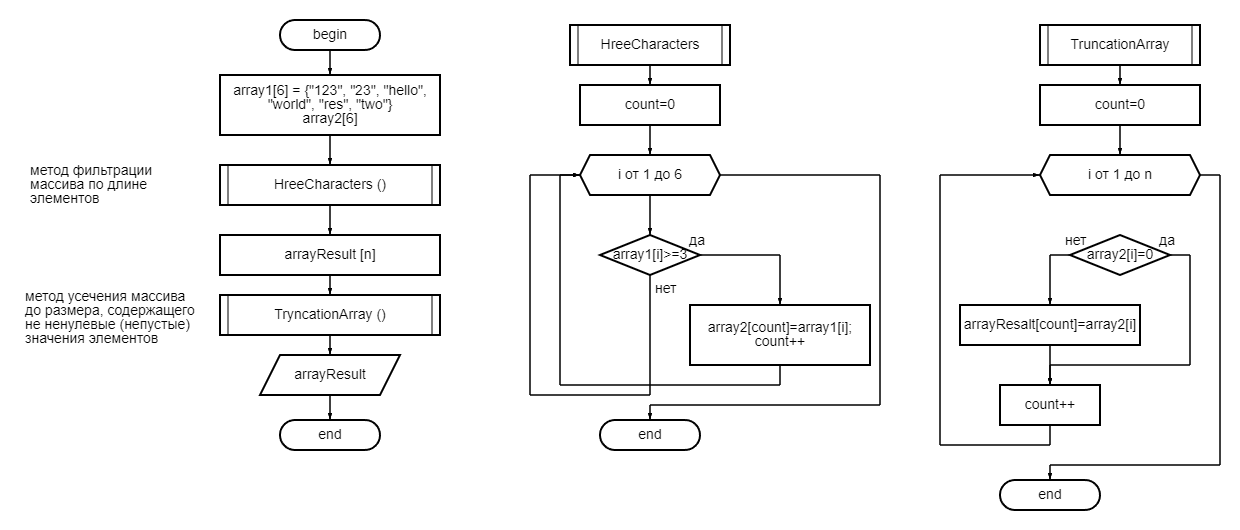 begin
array1[6] = {"123", "23", "hello",
"world", "res", "two"}
array2[6]
метод фильтрации
массива по длине
элементов
HreeCharacters ()
arrayResult [n]
метод усечения массива
до размера, содержащего
не ненулевые (непустые)
значения элементов
TryncationArray ()
arrayResult
end
HreeCharacters
count=0
i от 1 до 6
да
array1[i]>=3
нет
array2[count]=array1[i];
count++
end
TruncationArray
count=0
i от 1 до n
нет
да
array2[i]=0
arrayResalt[count]=array2[i]
count++
end